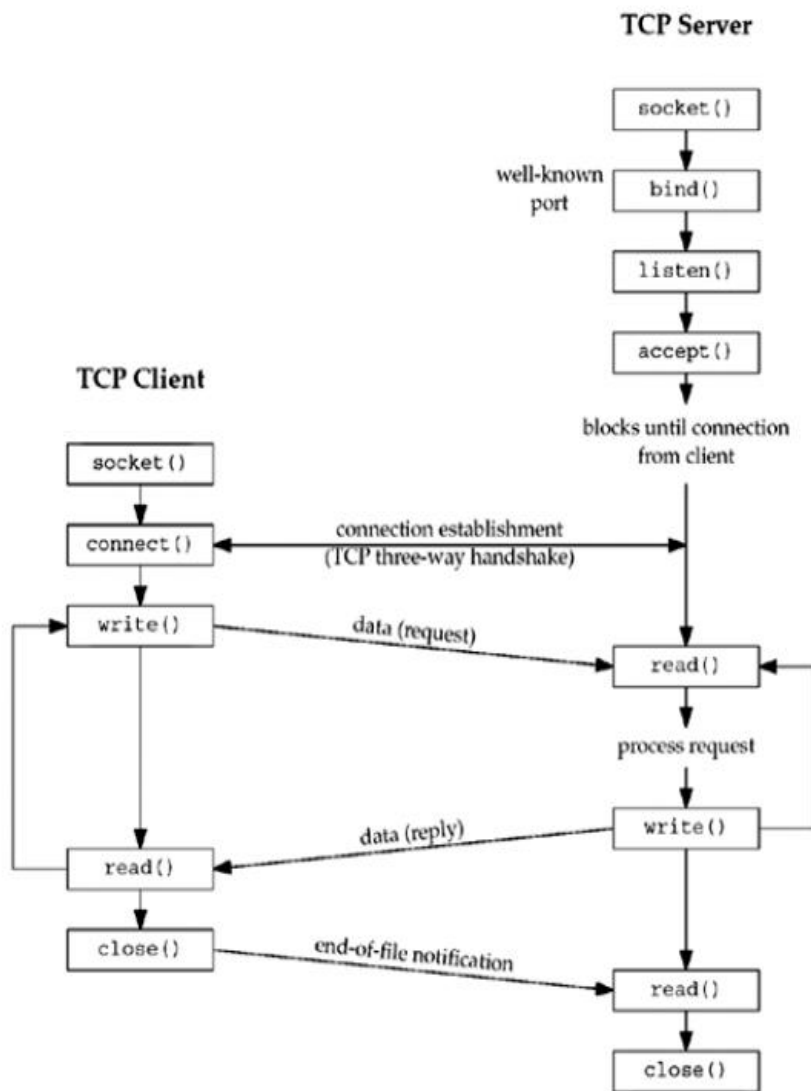 TCP Server
socket()
well-known
port
bind()
listen()
accept()
TCP Client
blocks until connection
from client
socket()
connection establishment
(TCP three-way handshake)
connect()
write()
data (request)
read()
process request
data (reply)
write()
read()
close()
end-of-file notification
read()
close()